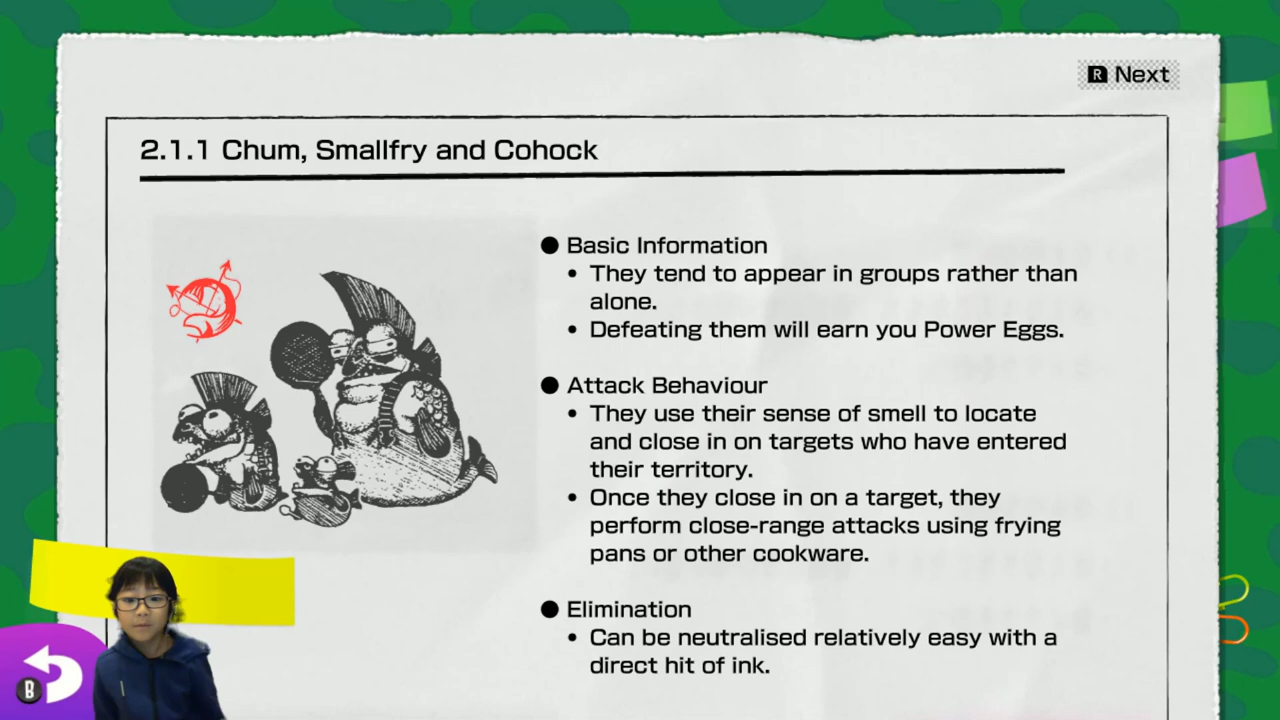 R Next
2.1.1 Chum, Smallfry and Cohock
● Basic Information
• They tend to appear in groups rather than
alone.
• Defeating them will earn you Power Eggs.
● Attack Behaviour
• They use their sense of smell to locate
and close in on targets who have entered
their territory.
• Once they close in on a target, they
perform close-range attacks using frying
pans or other cookware.
● Elimination
• Can be neutralised relatively easy with a
direct hit of ink.
B